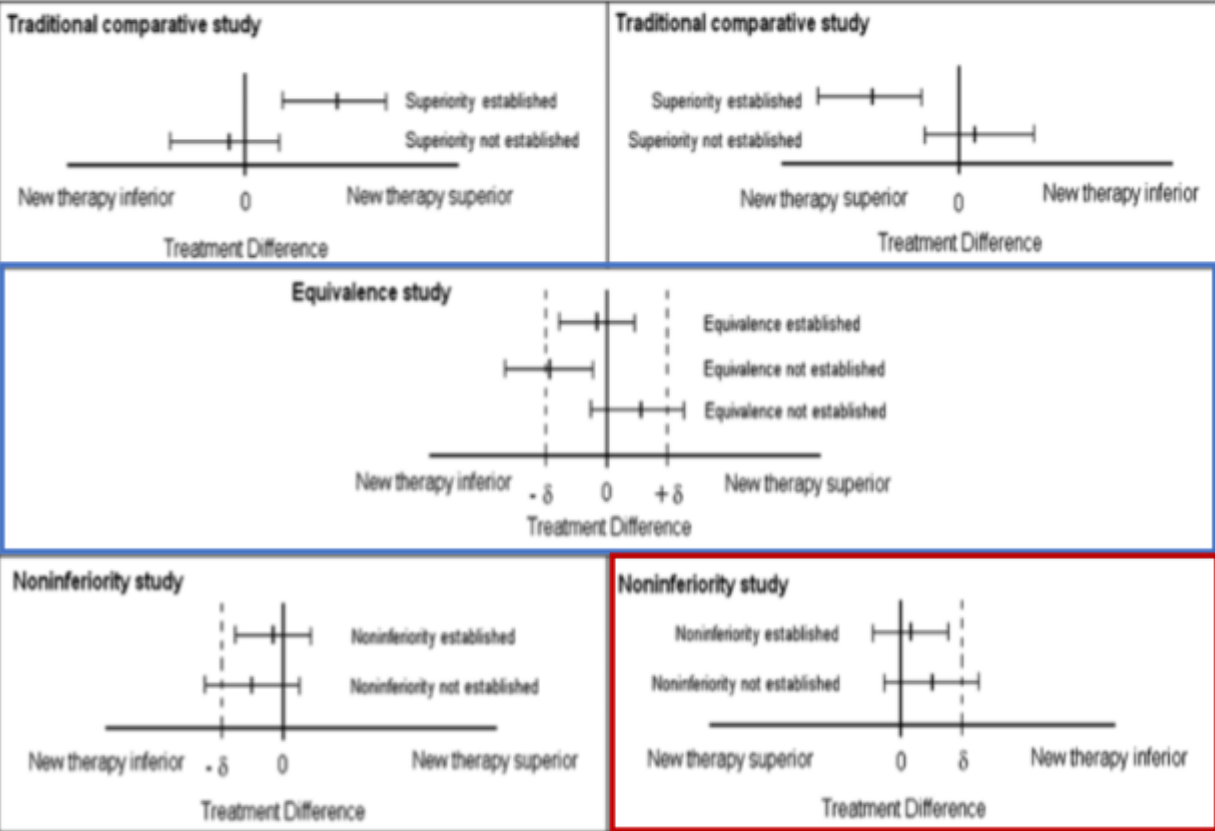 Traditional comparative study
Superiority established
Superiority not established
New therapy inferior 0 New therapy superior
Treatment Difference
Traditional comparative study
Superiority established
Superiority not established
New therapy superior 0 New therapy inferior
Treatment Difference
Equivalence study
Equivalence established
Equivalence not established
Equivalence not established
New therapy inferior - δ 0 + δ New therapy superior
Treatment Difference
Noninferiority study
Noninferiority established
Noninferiority not established
New therapy inferior - δ 0 New therapy superior
Treatment Difference
Noninferiority study
Noninferiority established
Noninferiority not established
New therapy superior 0 δ New therapy inferior
Treatment Difference